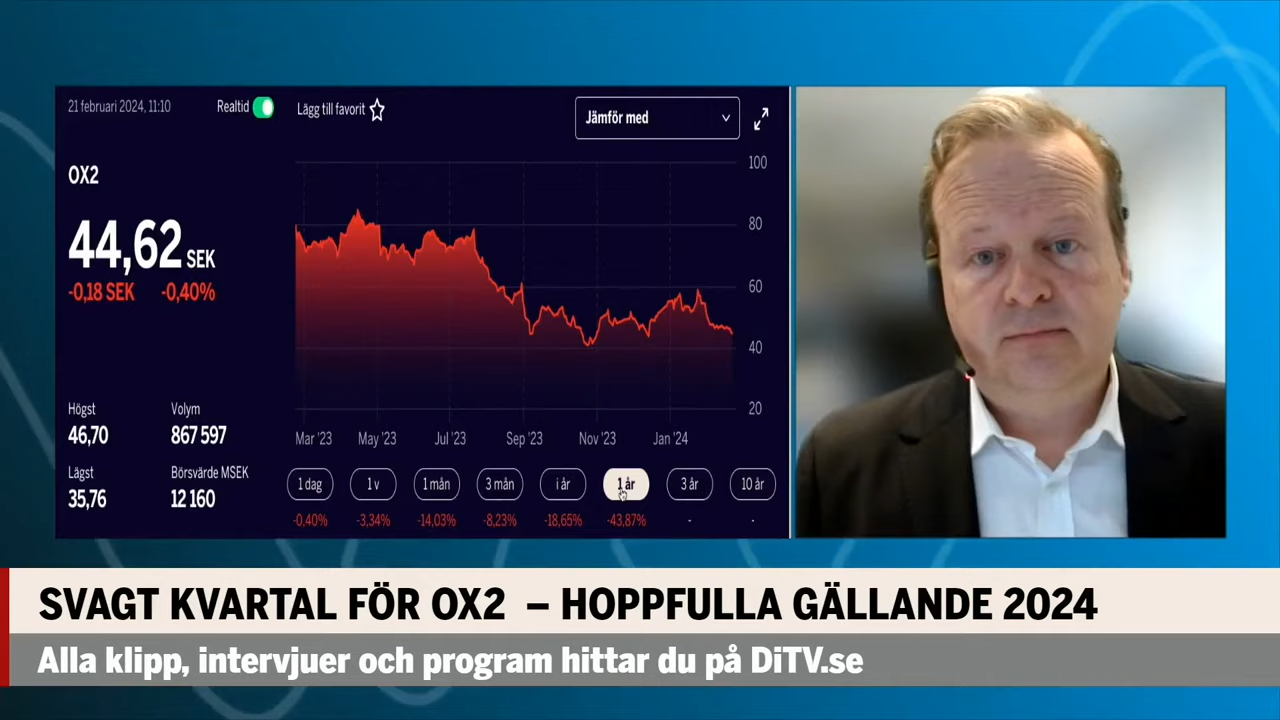 21 februari 2024, 11:10
Realtid
Lägg till favorit
Jämför med
OX2
44,62 SEK
-0,18 SEK -0,40%
100
80
60
40
20
Mar '23 May '23 Jul '23 Sep '23 Nov '23 Jan '24
Högst Volym
46,70 867 597
Lägst Börsvärde MSEK
35,76 12 160
1 dag 1 v 1 mån 3 mån i år 1 år 3 år 10 år
-0,40% -3,34% -14,03% -8,23% -18,65% -43,87% - -
SVAGT KVARTAL FÖR OX2 – HOPPFULLA GÄLLANDE 2024
Alla klipp, intervjuer och program hittar du på DiTV.se